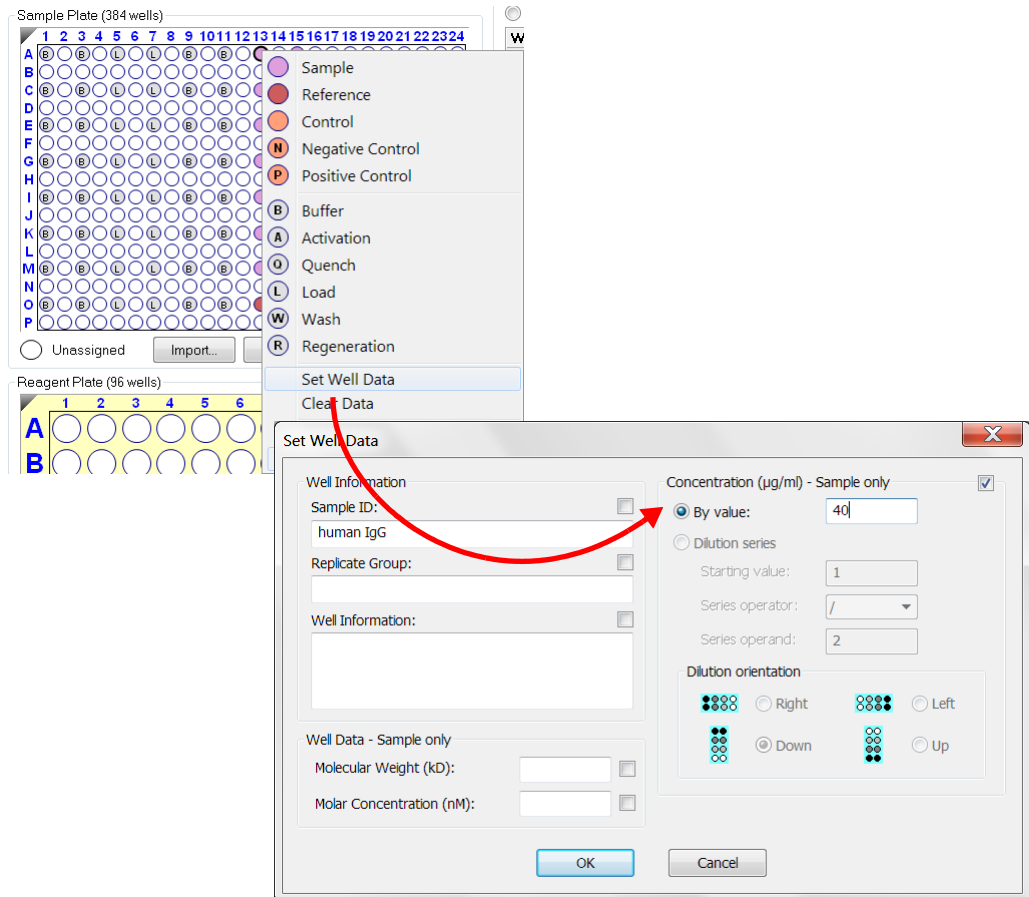 Sample Plate (384 wells)
1 2 3 4 5 6 7 8 9 10 11 12 13 14 15 16 17 18 19 20 21 22 23 24
W
A B B L L B B
B
C B B L L B B
D
E B B L L B B
F
G B B L L B B
H
I B B L L B B
J
K B B L L B B
L
M B B L L B B
N
O B B L L B B
P
Unassigned
Import...
Sample
Reference
Control
N Negative Control
P Positive Control
B Buffer
A Activation
Q Quench
L Load
W Wash
R Regeneration
Set Well Data
Clear Data
Reagent Plate (96 wells)
1 2 3 4 5 6
A
B
Set Well Data
X
Well Information
Sample ID:
human IgG
Replicate Group:
Well Information:
Well Data - Sample only
Molecular Weight (kD):
Molar Concentration (nM):
Concentration (µg/ml) - Sample only
By value:
40
Dilution series
Starting value:
1
Series operator:
/
Series operand:
2
Dilution orientation
Right
Left
Down
Up
OK
Cancel